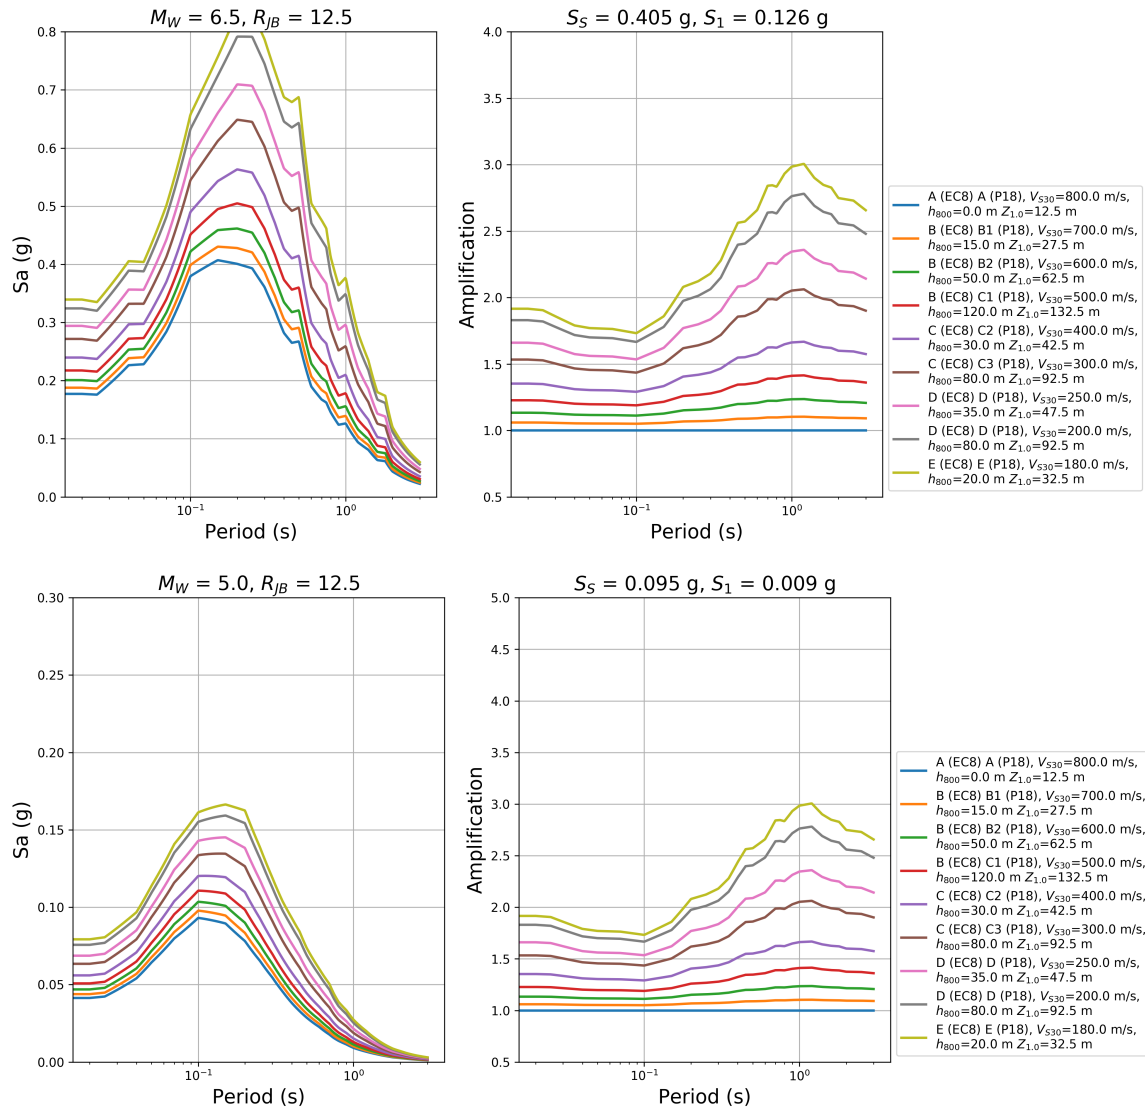 M_W = 6.5, R_JB = 12.5
0.8
0.7
0.6
0.5
0.4
0.3
0.2
0.1
0.0
Sa (g)
10⁻¹
10⁰
Period (s)
S_S = 0.405 g, S_1 = 0.126 g
4.0
3.5
3.0
2.5
2.0
1.5
1.0
0.5
Amplification
10⁻¹
10⁰
Period (s)
A (EC8) A (P18), V_S30=800.0 m/s,
h_800=0.0 m Z_1.0=12.5 m
B (EC8) B1 (P18), V_S30=700.0 m/s,
h_800=15.0 m Z_1.0=27.5 m
B (EC8) B2 (P18), V_S30=600.0 m/s,
h_800=50.0 m Z_1.0=62.5 m
B (EC8) C1 (P18), V_S30=500.0 m/s,
h_800=120.0 m Z_1.0=132.5 m
C (EC8) C2 (P18), V_S30=400.0 m/s,
h_800=30.0 m Z_1.0=42.5 m
C (EC8) C3 (P18), V_S30=300.0 m/s,
h_800=80.0 m Z_1.0=92.5 m
D (EC8) D (P18), V_S30=250.0 m/s,
h_800=35.0 m Z_1.0=47.5 m
D (EC8) D (P18), V_S30=200.0 m/s,
h_800=80.0 m Z_1.0=92.5 m
E (EC8) E (P18), V_S30=180.0 m/s,
h_800=20.0 m Z_1.0=32.5 m
M_W = 5.0, R_JB = 12.5
0.30
0.25
0.20
0.15
0.10
0.05
0.00
Sa (g)
10⁻¹
10⁰
Period (s)
S_S = 0.095 g, S_1 = 0.009 g
5.0
4.5
4.0
3.5
3.0
2.5
2.0
1.5
1.0
0.5
Amplification
10⁻¹
10⁰
Period (s)
A (EC8) A (P18), V_S30=800.0 m/s,
h_800=0.0 m Z_1.0=12.5 m
B (EC8) B1 (P18), V_S30=700.0 m/s,
h_800=15.0 m Z_1.0=27.5 m
B (EC8) B2 (P18), V_S30=600.0 m/s,
h_800=50.0 m Z_1.0=62.5 m
B (EC8) C1 (P18), V_S30=500.0 m/s,
h_800=120.0 m Z_1.0=132.5 m
C (EC8) C2 (P18), V_S30=400.0 m/s,
h_800=30.0 m Z_1.0=42.5 m
C (EC8) C3 (P18), V_S30=300.0 m/s,
h_800=80.0 m Z_1.0=92.5 m
D (EC8) D (P18), V_S30=250.0 m/s,
h_800=35.0 m Z_1.0=47.5 m
D (EC8) D (P18), V_S30=200.0 m/s,
h_800=80.0 m Z_1.0=92.5 m
E (EC8) E (P18), V_S30=180.0 m/s,
h_800=20.0 m Z_1.0=32.5 m